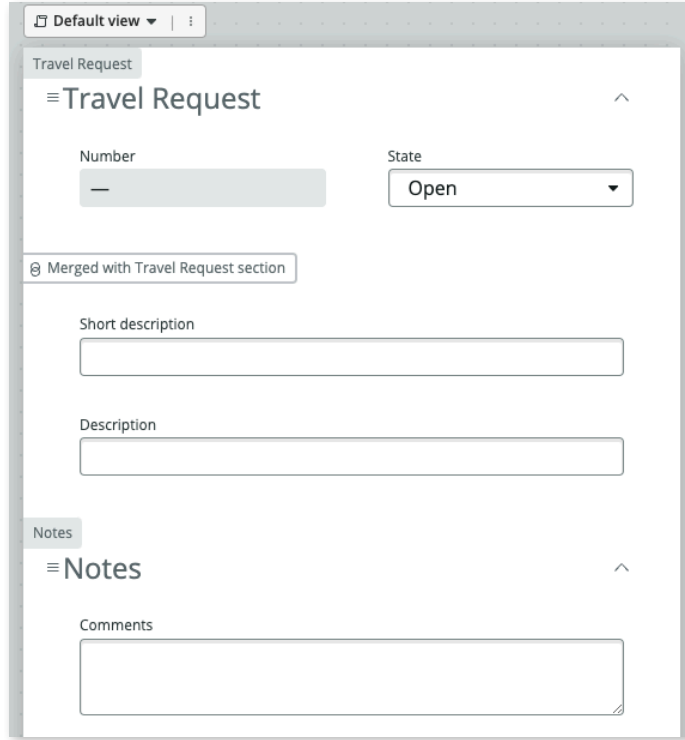 Default view
Travel Request
Travel Request
Number State
— Open
Merged with Travel Request section
Short description
Description
Notes
Notes
Comments